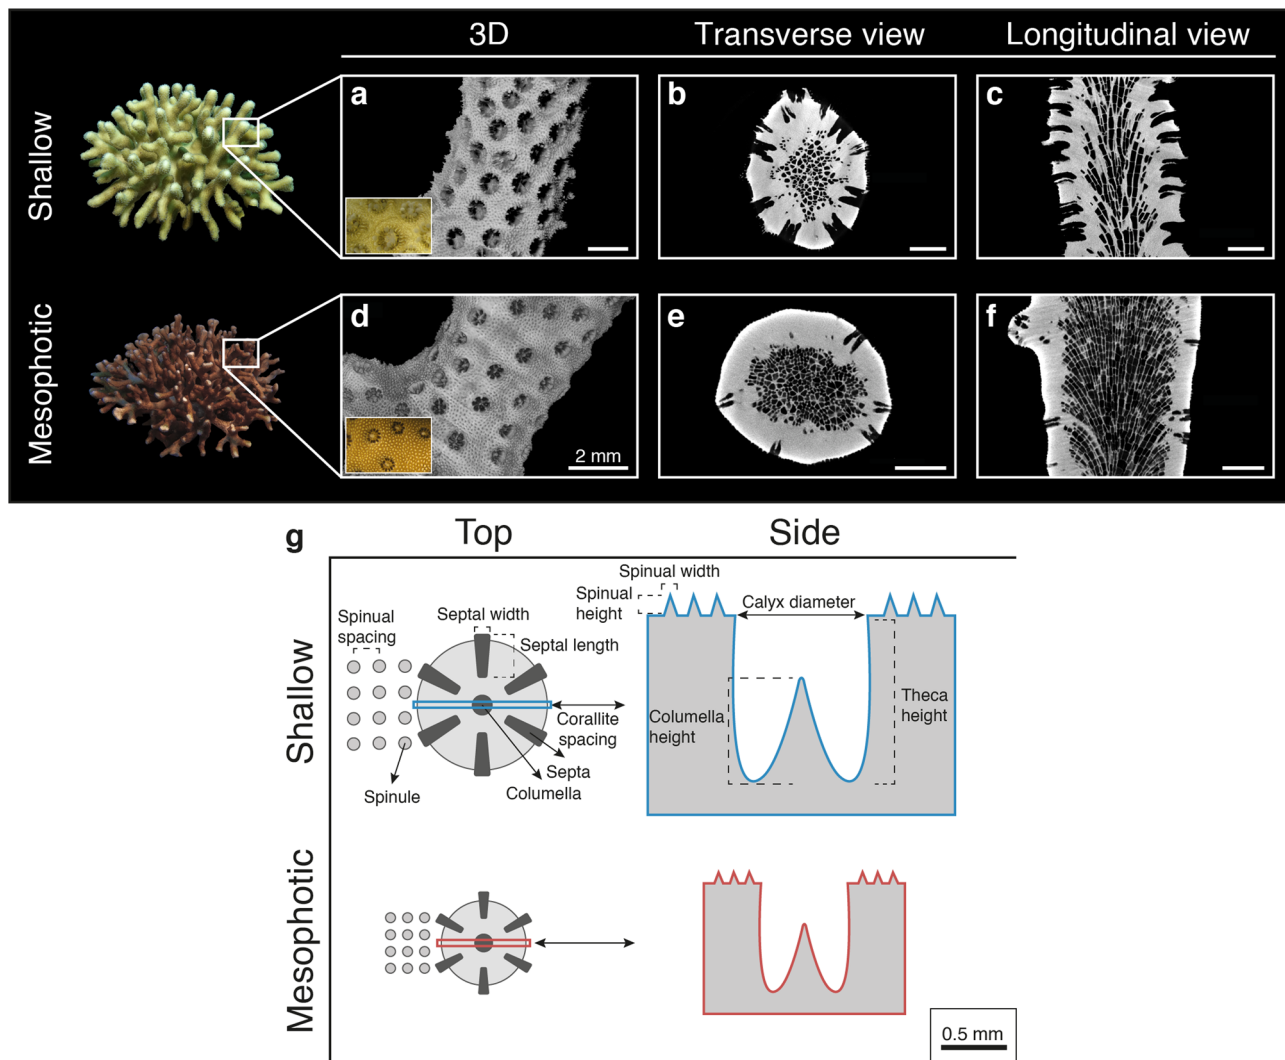 3D
Transverse view
Longitudinal view
Shallow
a
b
c
Mesophotic
d
e
f
2 mm
g
Top
Side
Shallow
Spinual
spacing
Septal width
Septal length
Corallite
spacing
Septa
Columella
Spinule
Spinual width
Spinual
height
Calyx diameter
Columella
height
Theca
height
Mesophotic
0.5 mm